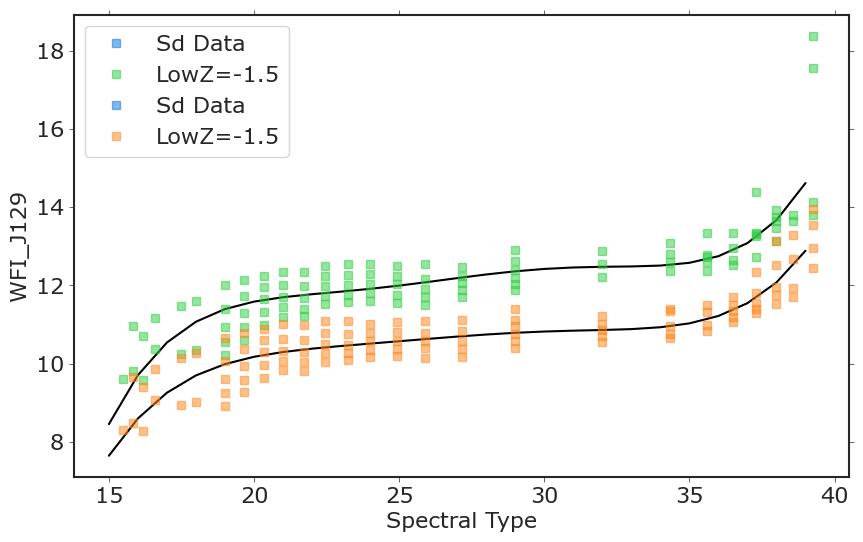 Sd Data
LowZ=-1.5
Sd Data
LowZ=-1.5
WFI_J129
18
16
14
12
10
8
15 20 25 30 35 40
Spectral Type